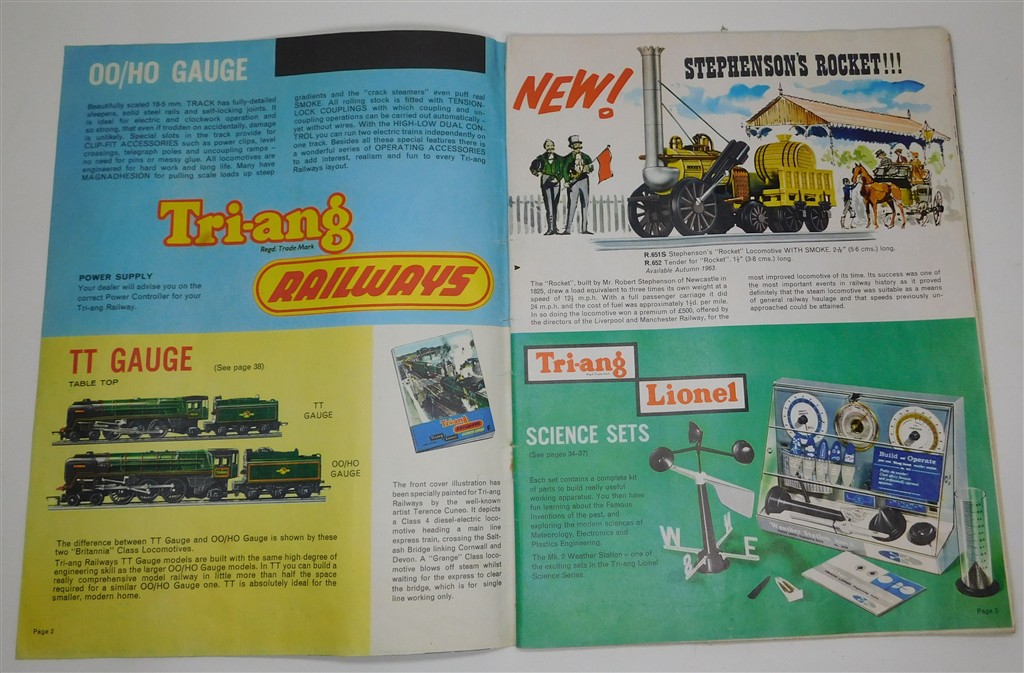 OO/HO GAUGE
Beautifully scaled 16·5 mm. TRACK has fully-detailed
sleepers, solid steel rails and self-locking joints. It
is ideal for electric and clockwork operation and
so strong, that even if trodden on accidentally, damage
is unlikely. Special slots in the track provide for
CLIP-FIT ACCESSORIES such as power clips, level
crossings, telegraph poles and uncoupling ramps –
no need for pins or messy glue. All locomotives are
engineered for hard work and long life. Many have
MAGNADHESION for pulling scale loads up steep
gradients and the "crack steamers" even puff real
SMOKE. All rolling stock is fitted with TENSION-
LOCK COUPLINGS with which coupling and un-
coupling operations can be carried out automatically –
yet without wires. With the HIGH-LOW DUAL CON-
TROL you can run two electric trains independently on
one track. Besides all these special features there is
a wonderful series of OPERATING ACCESSORIES
to add interest, realism and fun to every Tri-ang
Railways layout.
Tri-ang
Regd. Trade Mark
RAILWAYS
POWER SUPPLY
Your dealer will advise you on the
correct Power Controller for your
Tri-ang Railway.
TT GAUGE (See page 38)
TABLE TOP
TT
GAUGE
OO/HO
GAUGE
The difference between TT Gauge and OO/HO Gauge is shown by these
two "Britannia" Class Locomotives.
Tri-ang Railways TT Gauge models are built with the same high degree of
engineering skill as the larger OO/HO Gauge models. In TT you can build a
really comprehensive model railway in little more than half the space
required for a similar OO/HO Gauge one. TT is absolutely ideal for the
smaller, modern home.
Page 2
Tri-ang
RAILWAYS
The front cover illustration has
been specially painted for Tri-ang
Railways by the well-known
artist Terence Cuneo. It depicts
a Class 4 diesel-electric loco-
motive heading a main line
express train, crossing the Salt-
ash Bridge linking Cornwall and
Devon. A "Grange" Class loco-
motive blows off steam whilst
waiting for the express to clear
the bridge, which is for single
line working only.
NEW!
STEPHENSON'S ROCKET!!!
R.651S Stephenson's "Rocket" Locomotive WITH SMOKE. 2¼" (5·6 cms.) long.
R.652 Tender for "Rocket". 1½" (3·8 cms.) long.
Available Autumn 1963.
The "Rocket", built by Mr. Robert Stephenson of Newcastle in
1825, drew a load equivalent to three times its own weight at a
speed of 12½ m.p.h. With a full passenger carriage it did
24 m.p.h. and the cost of fuel was approximately 1½d. per mile.
In so doing the locomotive won a premium of £500, offered by
the directors of the Liverpool and Manchester Railway, for the
most improved locomotive of its time. Its success was one of
the most important events in railway history as it proved
definitely that the steam locomotive was suitable as a means
of general railway haulage and that speeds previously un-
approached could be attained.
Tri-ang
Regd. Trade Mark
Lionel
SCIENCE SETS
(See pages 34-37)
Each set contains a complete kit
of parts to build really useful
working apparatus. You then have
fun learning about the Famous
Inventions of the past, and
exploring the modern sciences of
Meteorology, Electronics and
Plastics Engineering.
The Mk. 2 Weather Station – one of
the exciting sets in the Tri-ang Lionel
Science Series.
Build and Operate
Weather Station
W
E
S
Page 3